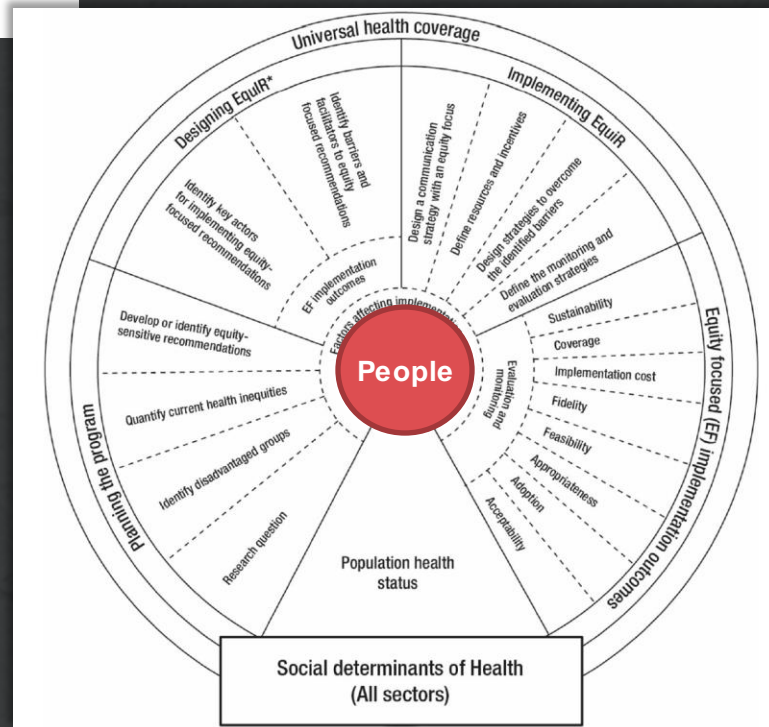 Universal health coverage
Designing EquIR*
Implementing EquiR
Identify key actors
for implementing equity-
focused recommendations
Identify barriers and
facilitators to equity
focused recommendations
Design a communication
strategy with an equity focus
Define resources and incentives
Design strategies to overcome
the identified barriers
Define the monitoring and
evaluation strategies
EF implementation
outcomes
Factors affecting
People
Planning the program
Develop or identify equity-
sensitive recommendations
Quantify current health inequities
Identify disadvantaged groups
Research question
Equity focused (EF) implementation outcomes
Evaluation and
monitoring
Sustainability
Coverage
Implementation cost
Fidelity
Feasibility
Appropriateness
Adoption
Acceptability
Population health
status
Social determinants of Health
(All sectors)